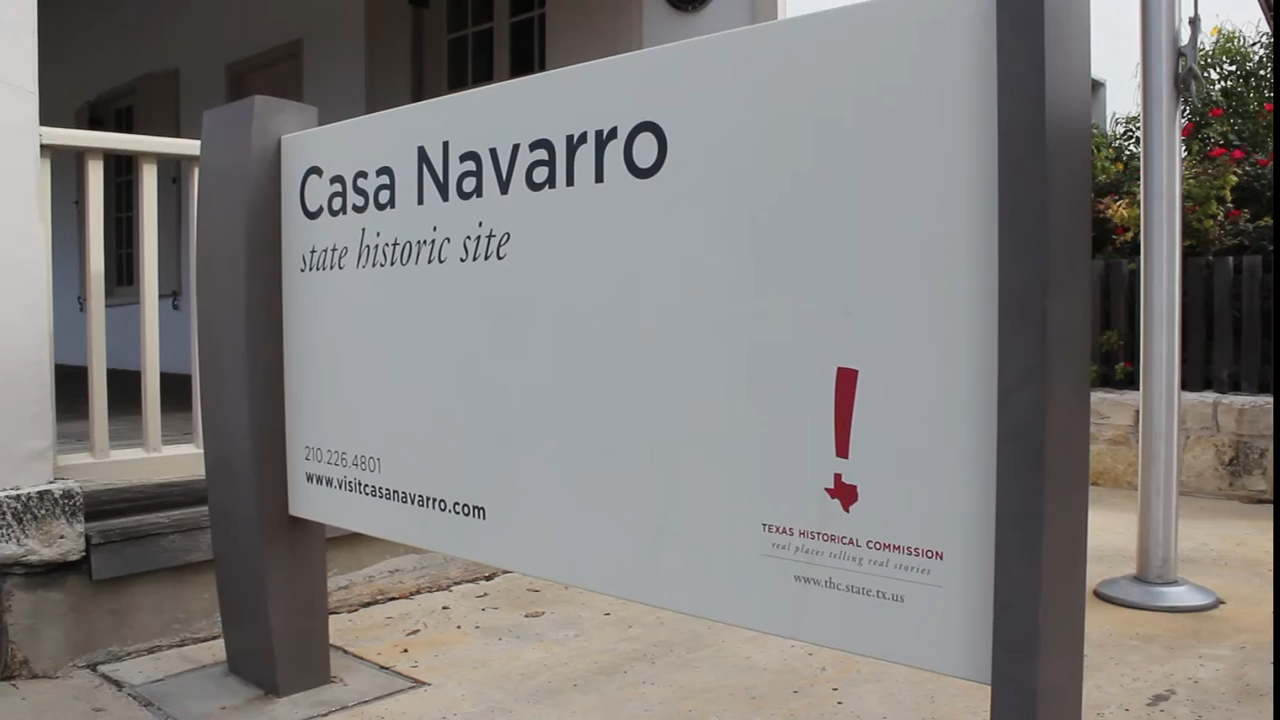 Casa Navarro
state historic site
210.226.4801
www.visitcasanavarro.com
TEXAS HISTORICAL COMMISSION
real places telling real stories
www.thc.state.tx.us